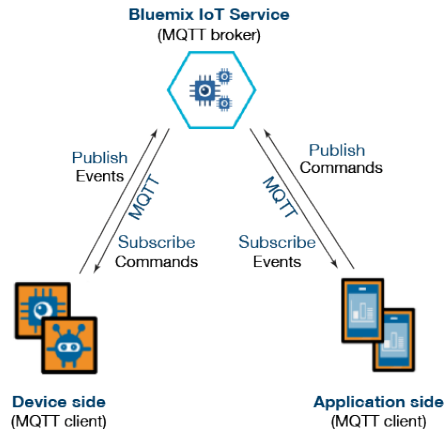 Bluemix IoT Service
(MQTT broker)
Publish
Events
MQTT
Subscribe
Commands
Publish
Commands
MQTT
Subscribe
Events
Device side
(MQTT client)
Application side
(MQTT client)